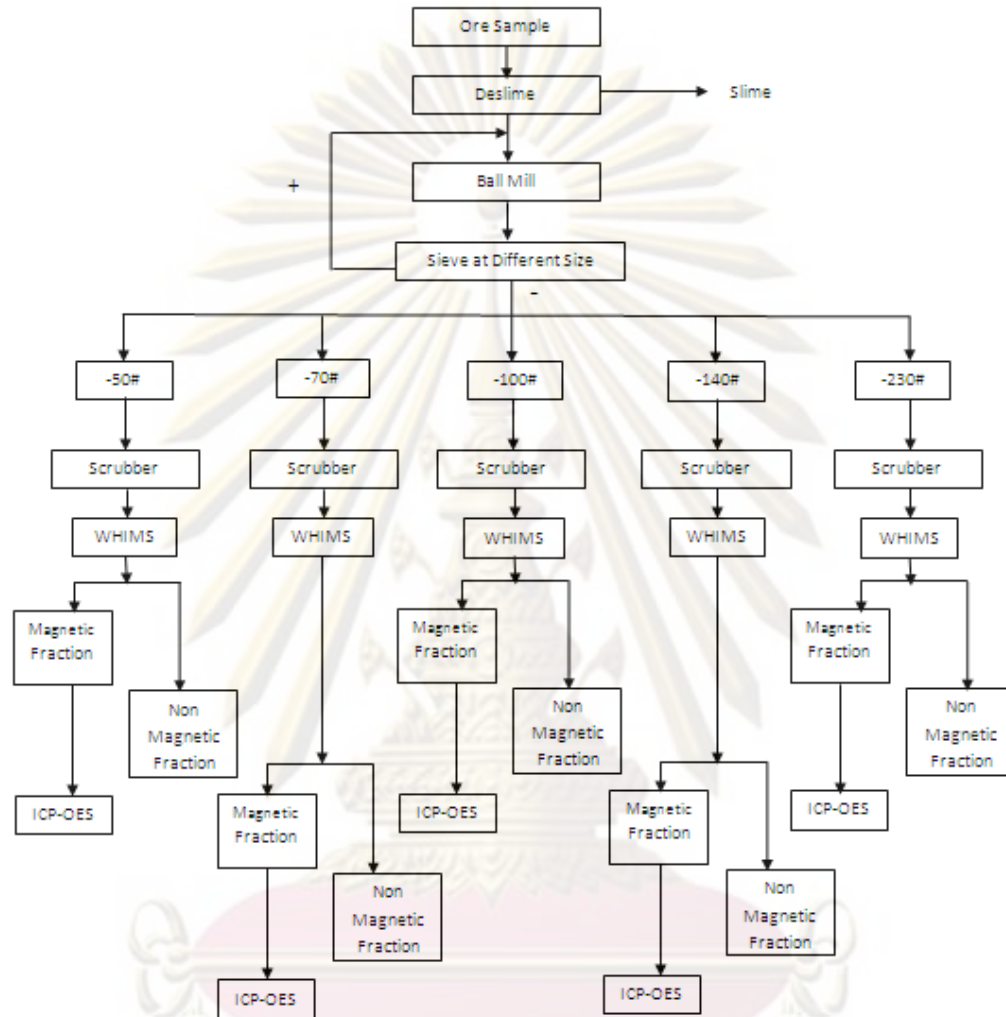 Ore Sample
Deslime
Slime
+
Ball Mill
Sieve at Different Size
-
-50#
-70#
-100#
-140#
-230#
Scrubber
Scrubber
Scrubber
Scrubber
Scrubber
WHIMS
WHIMS
WHIMS
WHIMS
WHIMS
Magnetic
Fraction
Non
Magnetic
Fraction
ICP-OES
Magnetic
Fraction
Non
Magnetic
Fraction
ICP-OES
Magnetic
Fraction
Non
Magnetic
Fraction
ICP-OES
Magnetic
Fraction
Non
Magnetic
Fraction
ICP-OES
Magnetic
Fraction
Non
Magnetic
Fraction
ICP-OES